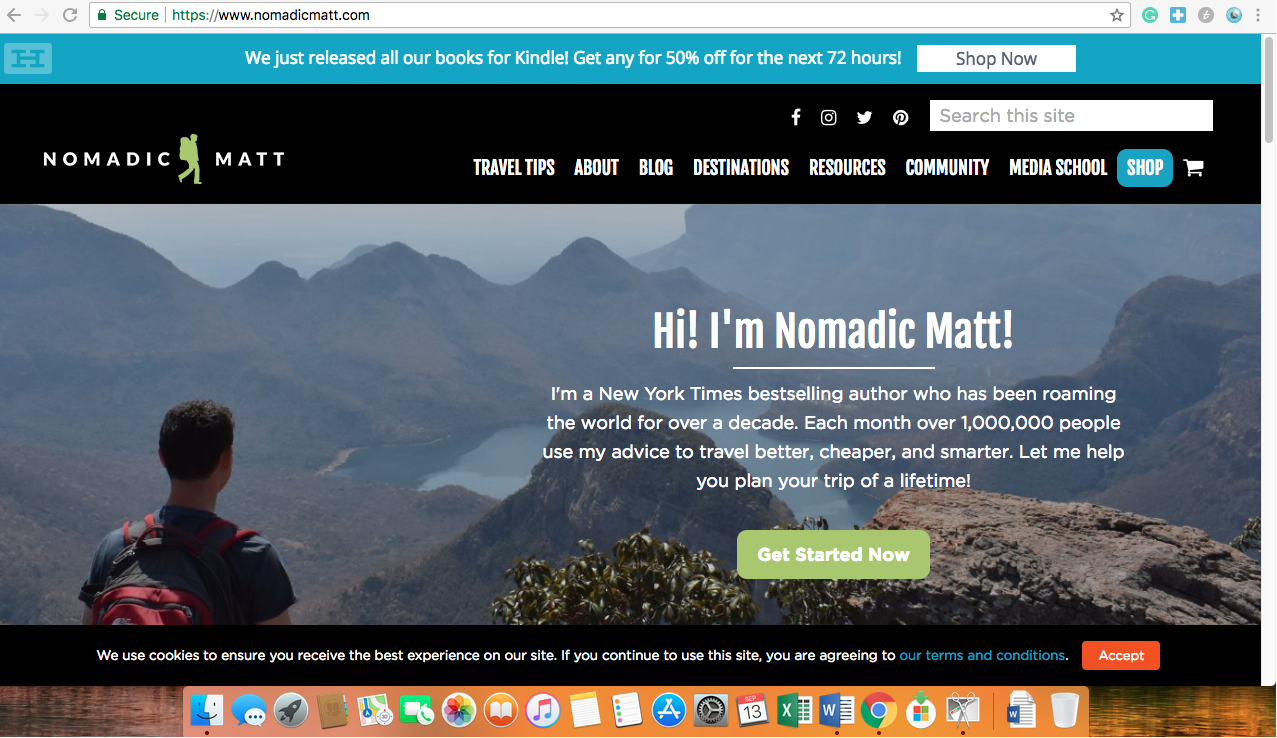 Secure https://www.nomadicmatt.com
We just released all our books for Kindle! Get any for 50% off for the next 72 hours! Shop Now
Search this site
NOMADIC MATT
TRAVEL TIPS ABOUT BLOG DESTINATIONS RESOURCES COMMUNITY MEDIA SCHOOL SHOP
Hi! I'm Nomadic Matt!
I'm a New York Times bestselling author who has been roaming
the world for over a decade. Each month over 1,000,000 people
use my advice to travel better, cheaper, and smarter. Let me help
you plan your trip of a lifetime!
Get Started Now
We use cookies to ensure you receive the best experience on our site. If you continue to use this site, you are agreeing to our terms and conditions. Accept
SEP
13